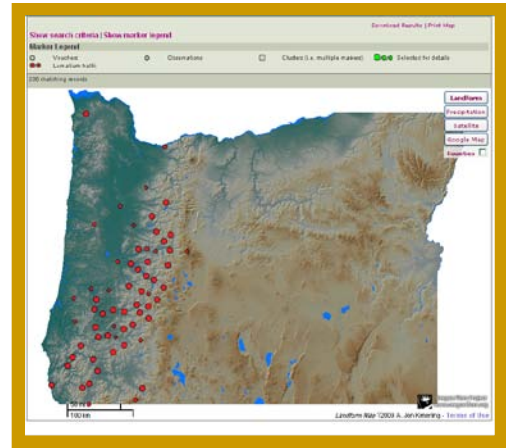 Download Results | Print Map
Show search criteria | Show marker legend
Marker Legend
Vouchers
Observations
Clusters (i.e. multiple markers)
Selected for details
matching records
Landform
Precipitation
Satellite
Google Map
Counties
50 mi
100 km
Landform Map ©2009 A. Jon Kimerling - Terms of Use